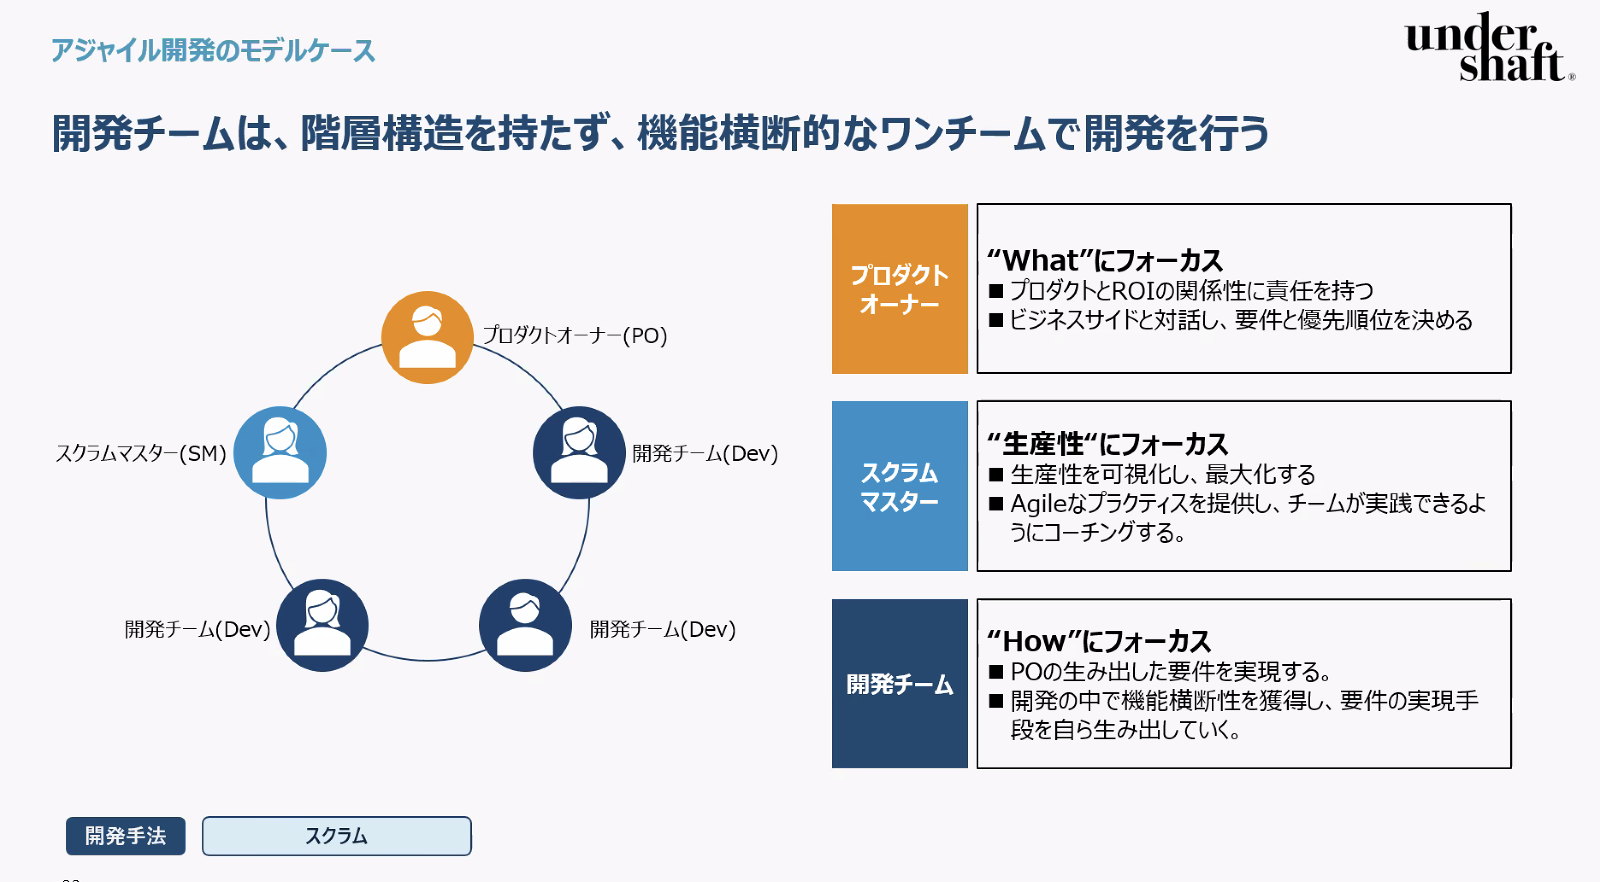 アジャイル開発のモデルケース
under
shaft®
開発チームは、階層構造を持たず、機能横断的なワンチームで開発を行う
プロダクトオーナー(PO)
スクラムマスター(SM)
開発チーム(Dev)
開発チーム(Dev)
開発チーム(Dev)
プロダクト
オーナー
“What”にフォーカス
■ プロダクトとROIの関係性に責任を持つ
■ ビジネスサイドと対話し、要件と優先順位を決める
スクラム
マスター
“生産性“にフォーカス
■ 生産性を可視化し、最大化する
■ Agileなプラクティスを提供し、チームが実践できるよ
うにコーチングする。
開発チーム
“How”にフォーカス
■ POの生み出した要件を実現する。
■ 開発の中で機能横断性を獲得し、要件の実現手
段を自ら生み出していく。
開発手法
スクラム